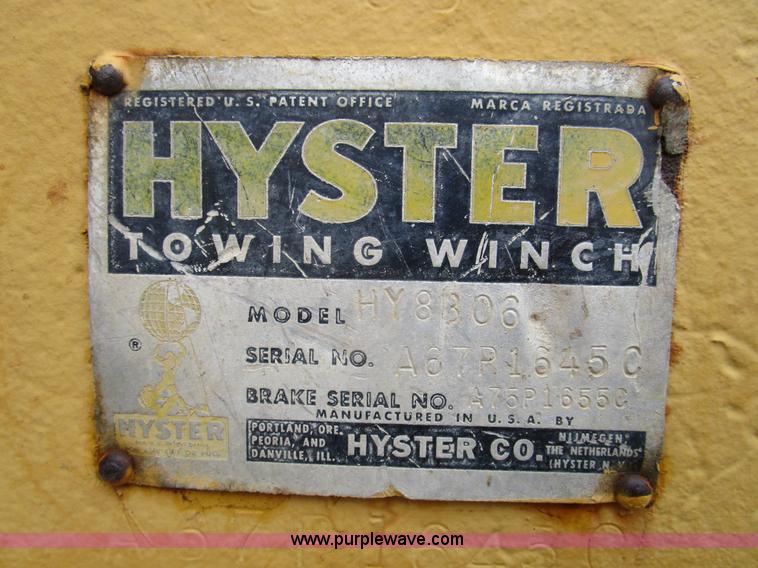 REGISTERED U. S. PATENT OFFICE MARCA REGISTRADA
HYSTER
TOWING WINCH
MODEL HY8B06
®
SERIAL NO. A67P1645C
BRAKE SERIAL NO. A75P1655C
MANUFACTURED IN U.S.A. BY
HYSTER
PORTLAND, ORE.
PEORIA, AND
DANVILLE, ILL.
HYSTER CO.
NIJMEGEN,
THE NETHERLANDS
(HYSTER N.V.
www.purplewave.com